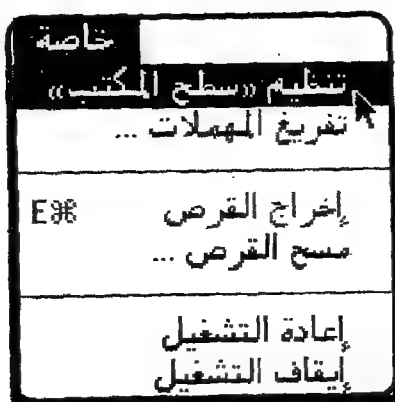 خاصة
تنظيم «سطح المكتب»
تفريغ المهملات ...
إخراج القرص ⌘E
مسح القرص ...
إعادة التشغيل
إيقاف التشغيل